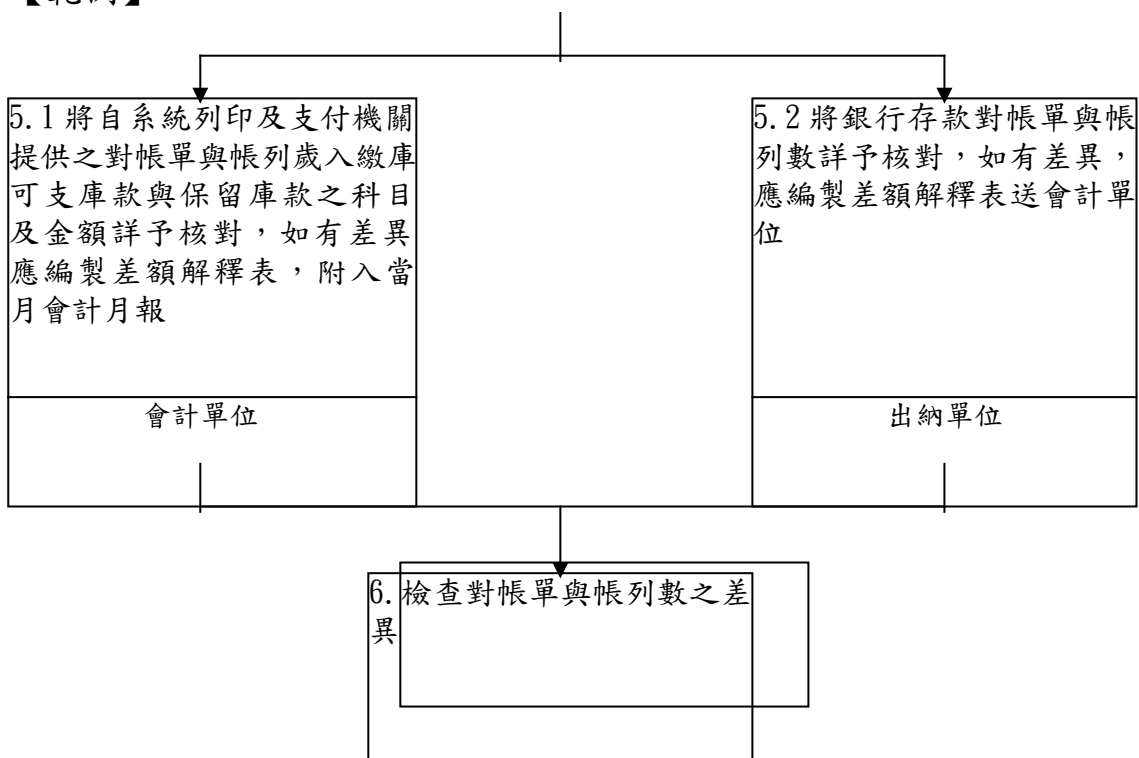 【範例】
5.1將自系統列印及支付機關
提供之對帳單與帳列歲入繳庫
可支庫款與保留庫款之科目
及金額詳予核對，如有差異
應編製差額解釋表，附入當
月會計月報
會計單位
5.2將銀行存款對帳單與帳
列數詳予核對，如有差異，
應編製差額解釋表送會計單
位
出納單位
6.檢查對帳單與帳列數之差
異